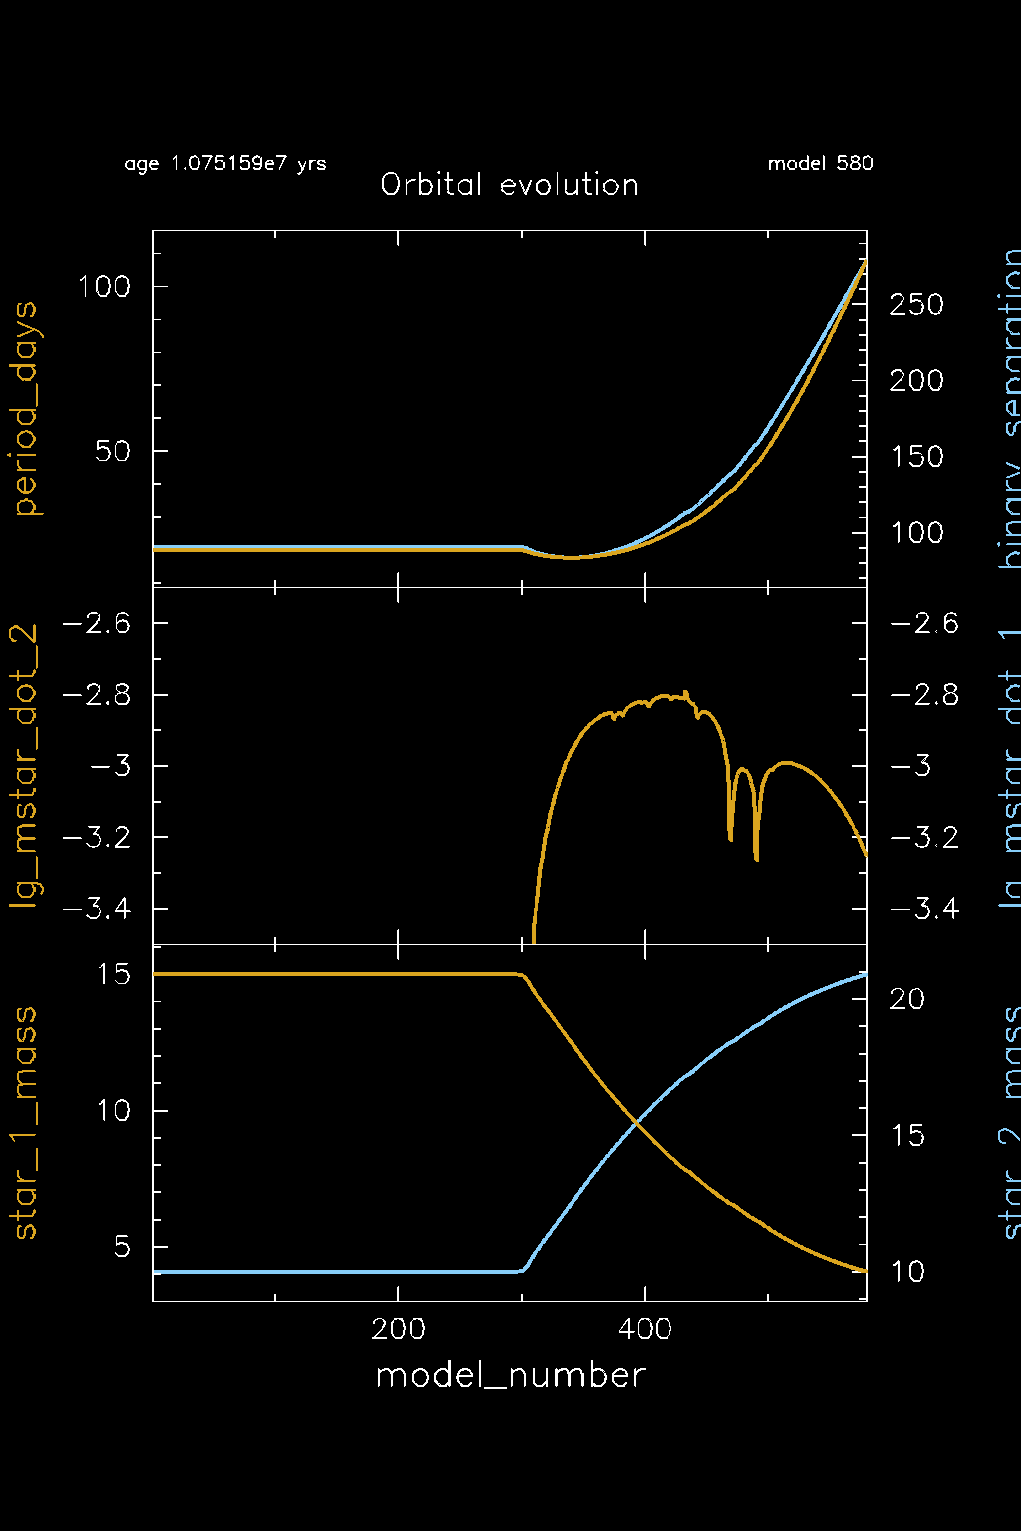 age 1.075159e7 yrs
model 580
Orbital evolution
period_days
100
50
250
200
150
100
binary_separation
lg_mstar_dot_2
−2.6
−2.8
−3
−3.2
−3.4
−2.6
−2.8
−3
−3.2
−3.4
lg_mstar_dot_1
star_1_mass
15
10
5
20
15
10
star_2_mass
200
400
model_number